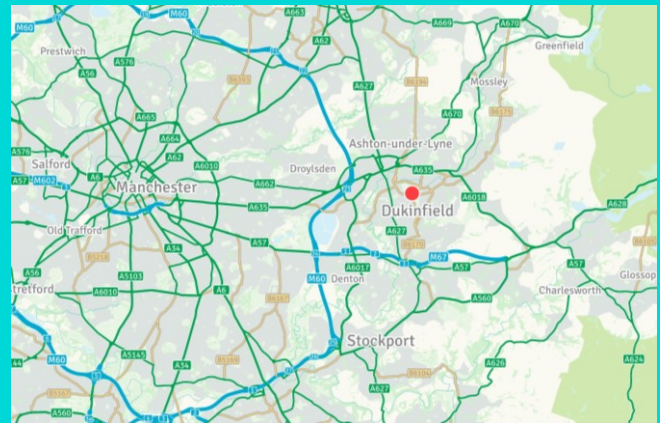 M60
M60
A663
A669
A670
Prestwich
A576
A62
Greenfield
A56
A627
Mossley
A665
A670
A664
A576
A62
A6010
Ashton-under-Lyne
Salford
Droylsden
A635
A57
M602
A6
Manchester
A662
A6018
A635
Dukinfield
A628
Old Trafford
A627
A34
A57
M67
A57
A57
A56
A5103
A6017
Glossop
Denton
M60
A6010
A6
Charlesworth
A560
tretford
Stockport
M60
A5145
A34
A626
A624
44
A627
A560